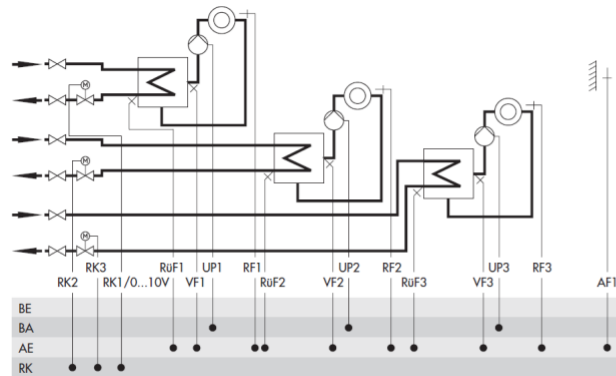 M
M
M
RK3 RüF1 UP1 RF1 UP2 RF2 UP3 RF3
RK2 RK1/0...10V VF1 RüF2 VF2 RüF3 VF3 AF1
BE
BA
AE
RK